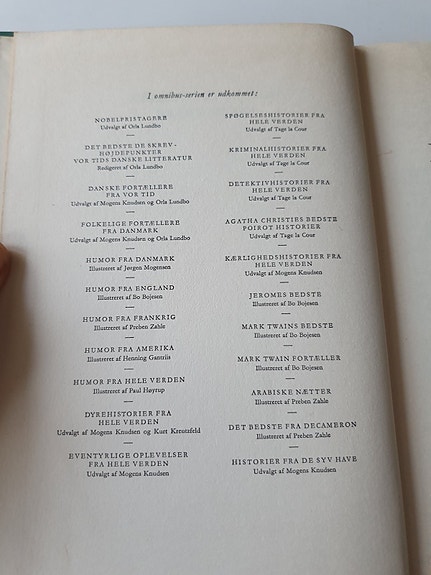 I omnibus-serien er udkommet:
NOBELPRISTAGERE
Udvalgt af Orla Lundbo
DET BEDSTE DE SKREV-
HØJDEPUNKTER
VOR TIDS DANSKE LITTERATUR
Redigeret af Orla Lundbo
DANSKE FORTÆLLERE
FRA VOR TID
Udvalgt af Mogens Knudsen og Orla Lundbo
FOLKELIGE FORTÆLLERE
FRA DANMARK
Udvalgt af Mogens Knudsen og Orla Lundbo
HUMOR FRA DANMARK
Illustreret af Jørgen Mogensen
HUMOR FRA ENGLAND
Illustreret af Bo Bojesen
HUMOR FRA FRANKRIG
Illustreret af Preben Zahle
HUMOR FRA AMERIKA
Illustreret af Henning Gantriis
HUMOR FRA HELE VERDEN
Illustreret af Paul Høyrup
DYREHISTORIER FRA
HELE VERDEN
Udvalgt af Mogens Knudsen og Kurt Kreutzfeld
EVENTYRLIGE OPLEVELSER
FRA HELE VERDEN
Udvalgt af Mogens Knudsen
SPØGELSESHISTORIER FRA
HELE VERDEN
Udvalgt af Tage la Cour
KRIMINALHISTORIER FRA
HELE VERDEN
Udvalgt af Tage la Cour
DETEKTIVHISTORIER FRA
HELE VERDEN
Udvalgt af Tage la Cour
AGATHA CHRISTIES BEDSTE
POIROT HISTORIER
Udvalgt af Tage la Cour
KÆRLIGHEDSHISTORIER FRA
HELE VERDEN
Udvalgt af Mogens Knudsen
JEROMES BEDSTE
Illustreret af Bo Bojesen
MARK TWAINS BEDSTE
Illustreret af Bo Bojesen
MARK TWAIN FORTÆLLER
Illustreret af Bo Bojesen
ARABISKE NÆTTER
Illustreret af Preben Zahle
DET BEDSTE FRA DECAMERON
Illustreret af Preben Zahle
HISTORIER FRA DE SYV HAVE
Udvalgt af Mogens Knudsen